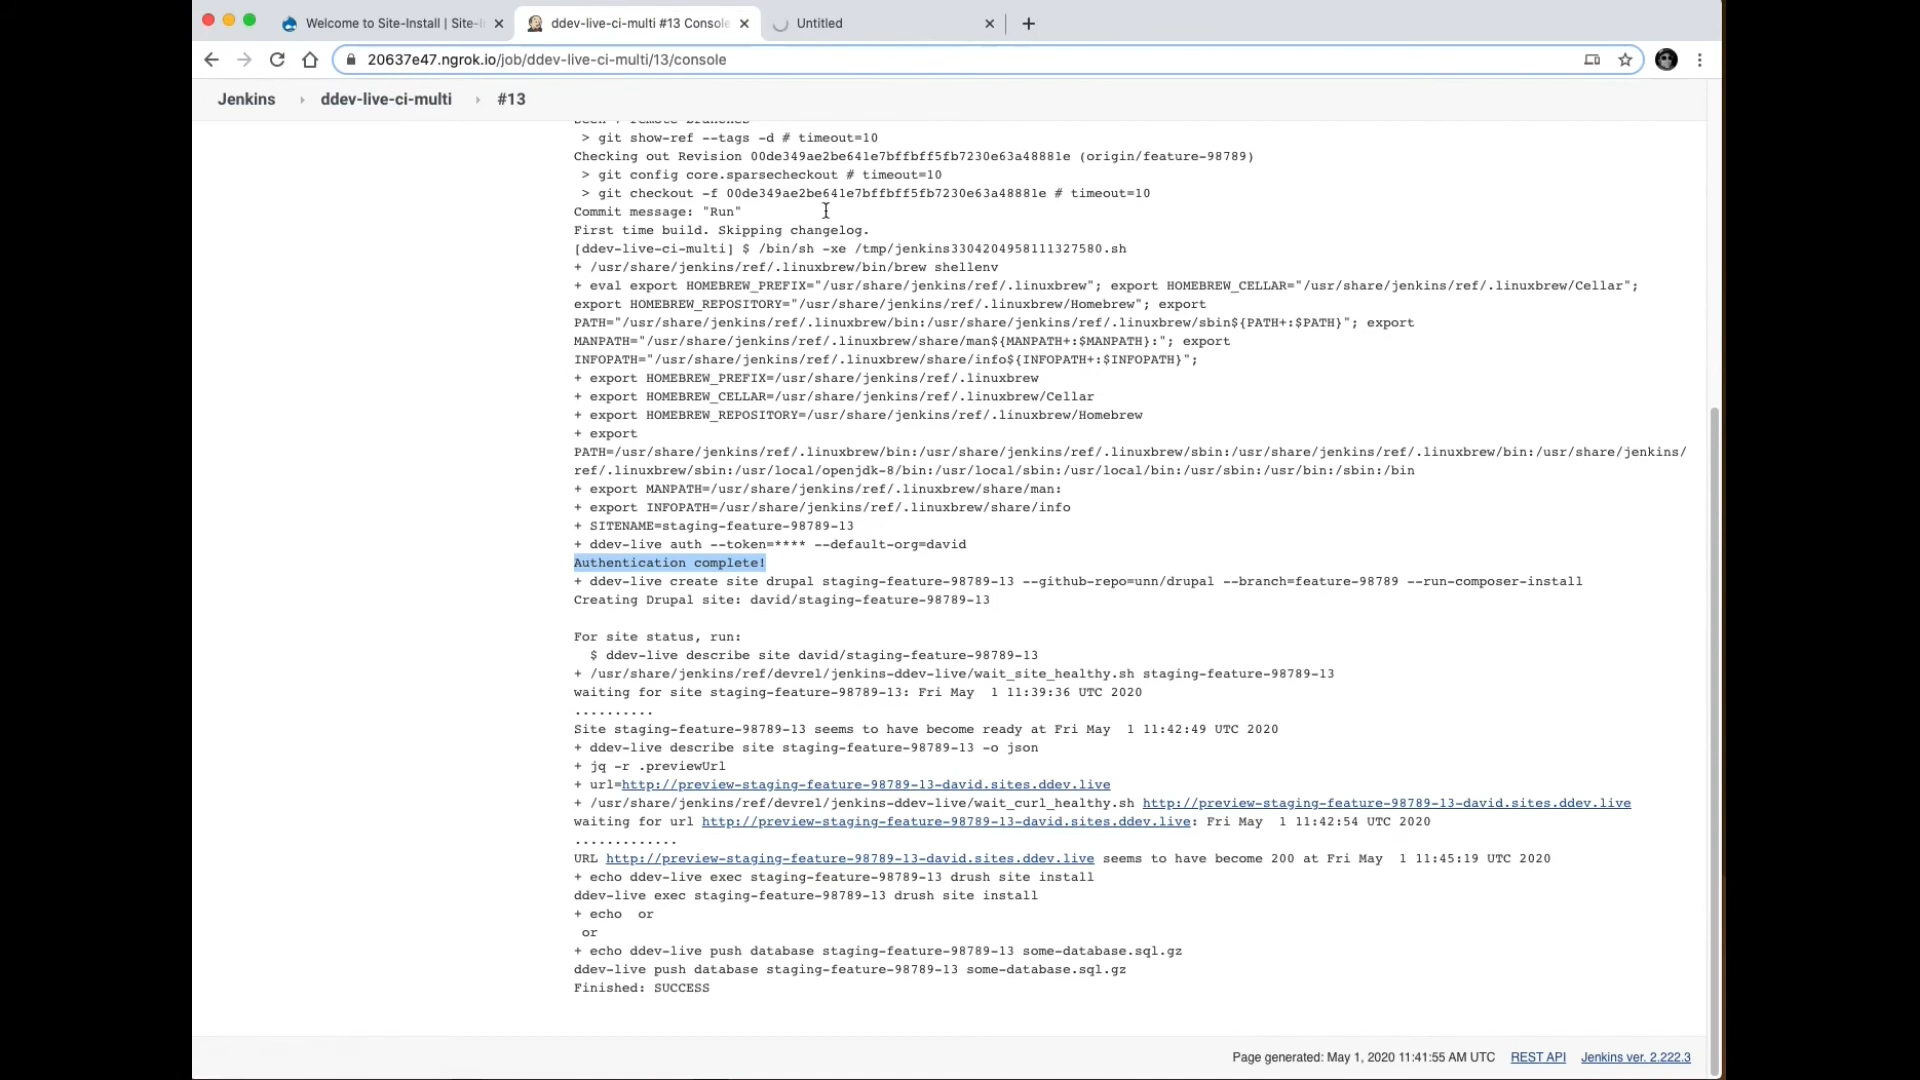 Welcome to Site-Install | Site-I
ddev-live-ci-multi #13 Console
Untitled
20637e47.ngrok.io/job/ddev-live-ci-multi/13/console
Jenkins
ddev-live-ci-multi
#13
> git show-ref --tags -d # timeout=10
Checking out Revision 00de349ae2be641e7bffbff5fb7230e63a48881e (origin/feature-98789)
> git config core.sparsecheckout # timeout=10
> git checkout -f 00de349ae2be641e7bffbff5fb7230e63a48881e # timeout=10
Commit message: "Run"
First time build. Skipping changelog.
[ddev-live-ci-multi] $ /bin/sh -xe /tmp/jenkins3304204958111327580.sh
+ /usr/share/jenkins/ref/.linuxbrew/bin/brew shellenv
+ eval export HOMEBREW_PREFIX="/usr/share/jenkins/ref/.linuxbrew"; export HOMEBREW_CELLAR="/usr/share/jenkins/ref/.linuxbrew/Cellar";
export HOMEBREW_REPOSITORY="/usr/share/jenkins/ref/.linuxbrew/Homebrew"; export
PATH="/usr/share/jenkins/ref/.linuxbrew/bin:/usr/share/jenkins/ref/.linuxbrew/sbin${PATH+:$PATH}"; export
MANPATH="/usr/share/jenkins/ref/.linuxbrew/share/man${MANPATH+:$MANPATH}:"; export
INFOPATH="/usr/share/jenkins/ref/.linuxbrew/share/info${INFOPATH+:$INFOPATH}";
+ export HOMEBREW_PREFIX=/usr/share/jenkins/ref/.linuxbrew
+ export HOMEBREW_CELLAR=/usr/share/jenkins/ref/.linuxbrew/Cellar
+ export HOMEBREW_REPOSITORY=/usr/share/jenkins/ref/.linuxbrew/Homebrew
+ export
PATH=/usr/share/jenkins/ref/.linuxbrew/bin:/usr/share/jenkins/ref/.linuxbrew/sbin:/usr/share/jenkins/ref/.linuxbrew/bin:/usr/share/jenkins/
ref/.linuxbrew/sbin:/usr/local/openjdk-8/bin:/usr/local/sbin:/usr/local/bin:/usr/sbin:/usr/bin:/sbin:/bin
+ export MANPATH=/usr/share/jenkins/ref/.linuxbrew/share/man:
+ export INFOPATH=/usr/share/jenkins/ref/.linuxbrew/share/info
+ SITENAME=staging-feature-98789-13
+ ddev-live auth --token=**** --default-org=david
Authentication complete!
+ ddev-live create site drupal staging-feature-98789-13 --github-repo=unn/drupal --branch=feature-98789 --run-composer-install
Creating Drupal site: david/staging-feature-98789-13
For site status, run:
$ ddev-live describe site david/staging-feature-98789-13
+ /usr/share/jenkins/ref/devrel/jenkins-ddev-live/wait_site_healthy.sh staging-feature-98789-13
waiting for site staging-feature-98789-13: Fri May  1 11:39:36 UTC 2020
..........
Site staging-feature-98789-13 seems to have become ready at Fri May  1 11:42:49 UTC 2020
+ ddev-live describe site staging-feature-98789-13 -o json
+ jq -r .previewUrl
+ url=http://preview-staging-feature-98789-13-david.sites.ddev.live
+ /usr/share/jenkins/ref/devrel/jenkins-ddev-live/wait_curl_healthy.sh http://preview-staging-feature-98789-13-david.sites.ddev.live
waiting for url http://preview-staging-feature-98789-13-david.sites.ddev.live: Fri May  1 11:42:54 UTC 2020
.............
URL http://preview-staging-feature-98789-13-david.sites.ddev.live seems to have become 200 at Fri May  1 11:45:19 UTC 2020
+ echo ddev-live exec staging-feature-98789-13 drush site install
ddev-live exec staging-feature-98789-13 drush site install
+ echo  or
or
+ echo ddev-live push database staging-feature-98789-13 some-database.sql.gz
ddev-live push database staging-feature-98789-13 some-database.sql.gz
Finished: SUCCESS
Page generated: May 1, 2020 11:41:55 AM UTC
REST API
Jenkins ver. 2.222.3